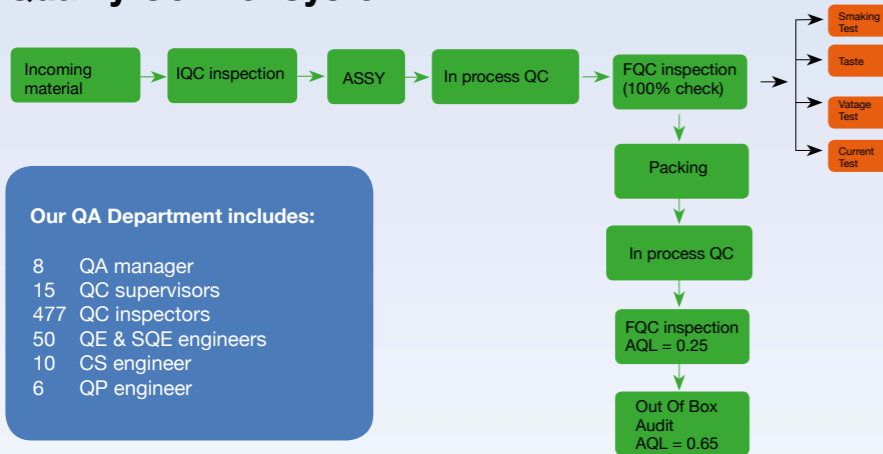 Incoming
material
IQC inspection
ASSY
In process QC
FQC inspection
(100% check)
Smaking
Test
Taste
Vatage
Test
Current
Test
Packing
In process QC
FQC inspection
AQL = 0.25
Out Of Box
Audit
AQL = 0.65
Our QA Department includes:
8 QA manager
15 QC supervisors
477 QC inspectors
50 QE & SQE engineers
10 CS engineer
6 QP engineer